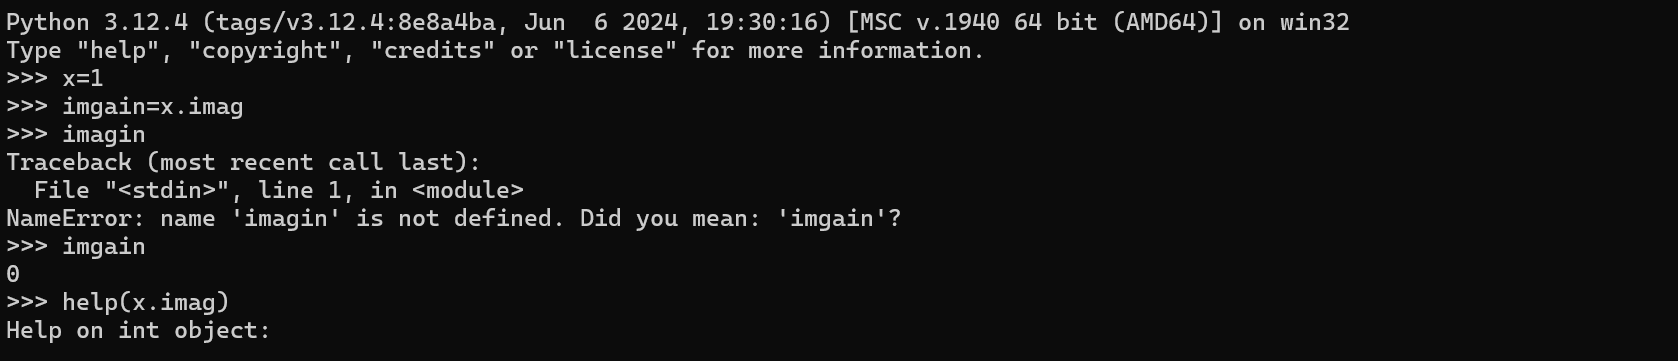 Python 3.12.4 (tags/v3.12.4:8e8a4ba, Jun  6 2024, 19:30:16) [MSC v.1940 64 bit (AMD64)] on win32
Type "help", "copyright", "credits" or "license" for more information.
>>> x=1
>>> imgain=x.imag
>>> imagin
Traceback (most recent call last):
  File "<stdin>", line 1, in <module>
NameError: name 'imagin' is not defined. Did you mean: 'imgain'?
>>> imgain
0
>>> help(x.imag)
Help on int object: